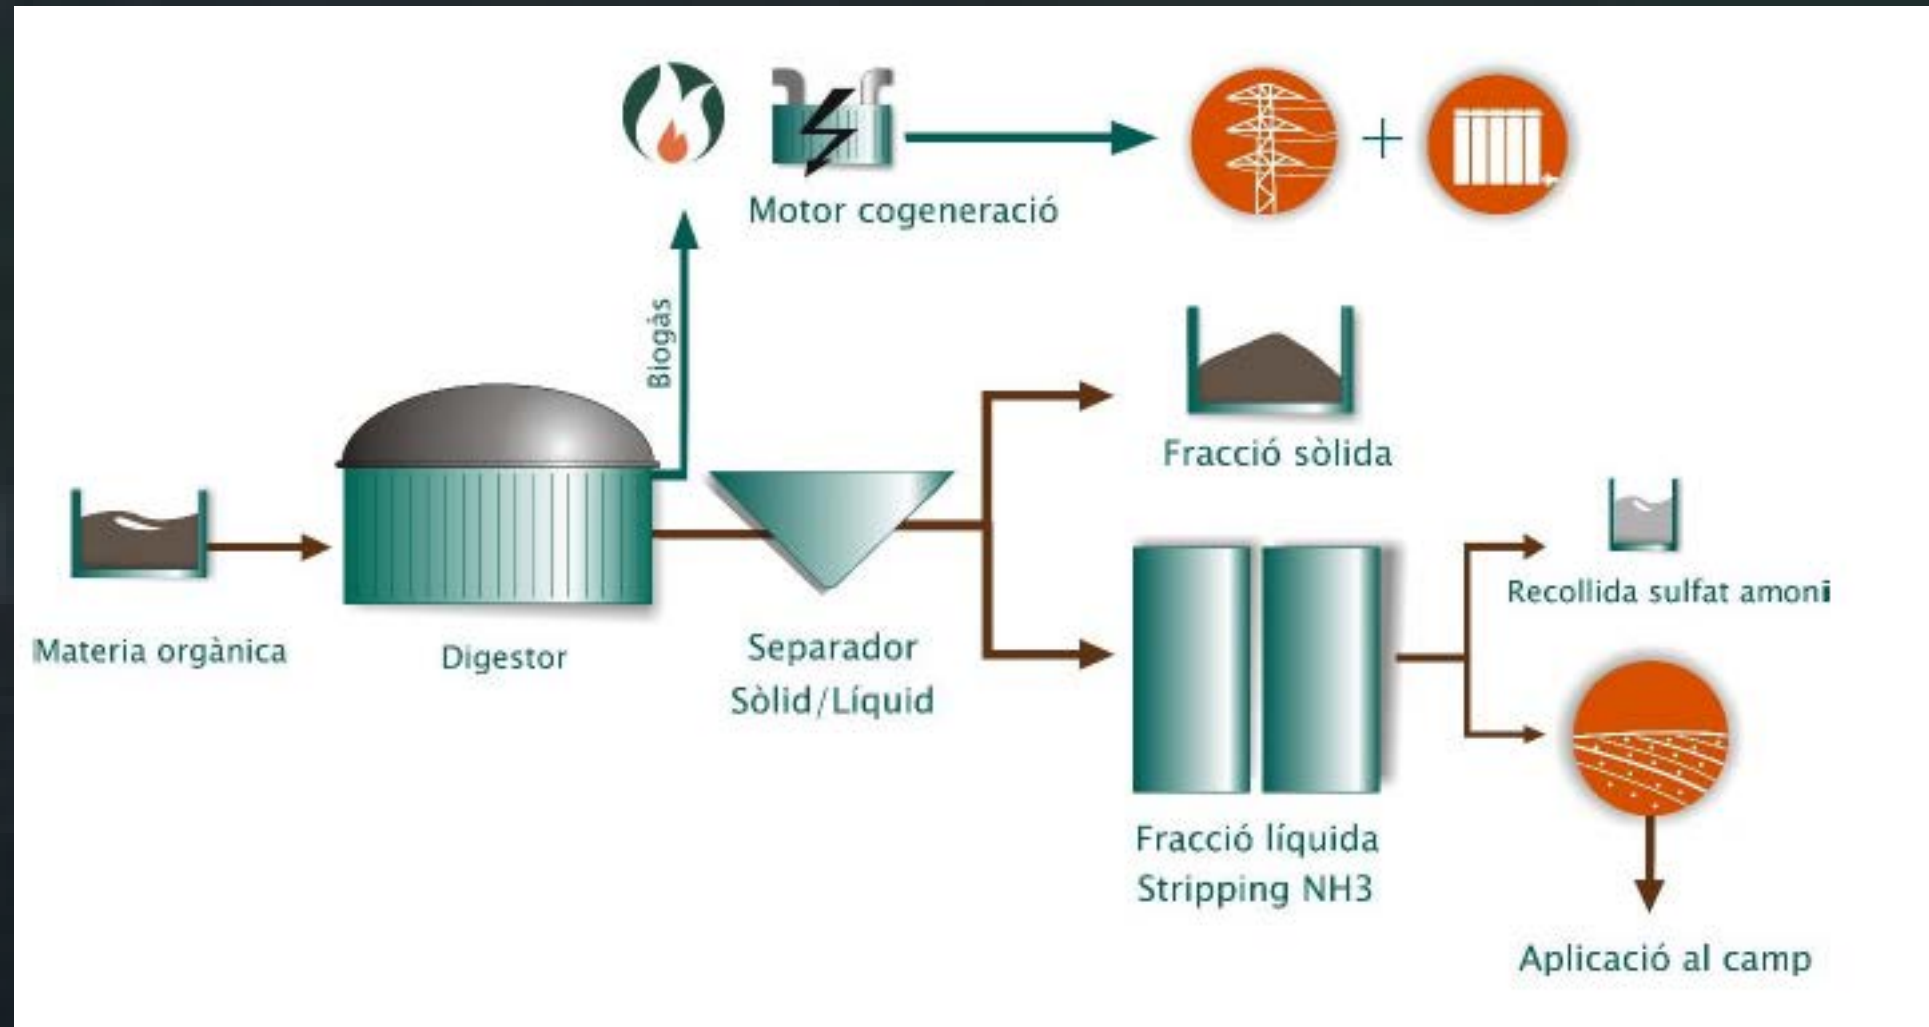 Motor cogeneració
Biogàs
Fracció sòlida
Recollida sulfat amoni
Materia orgànica
Digestor
Separador
Sòlid/Líquid
Fracció líquida
Stripping NH3
Aplicació al camp